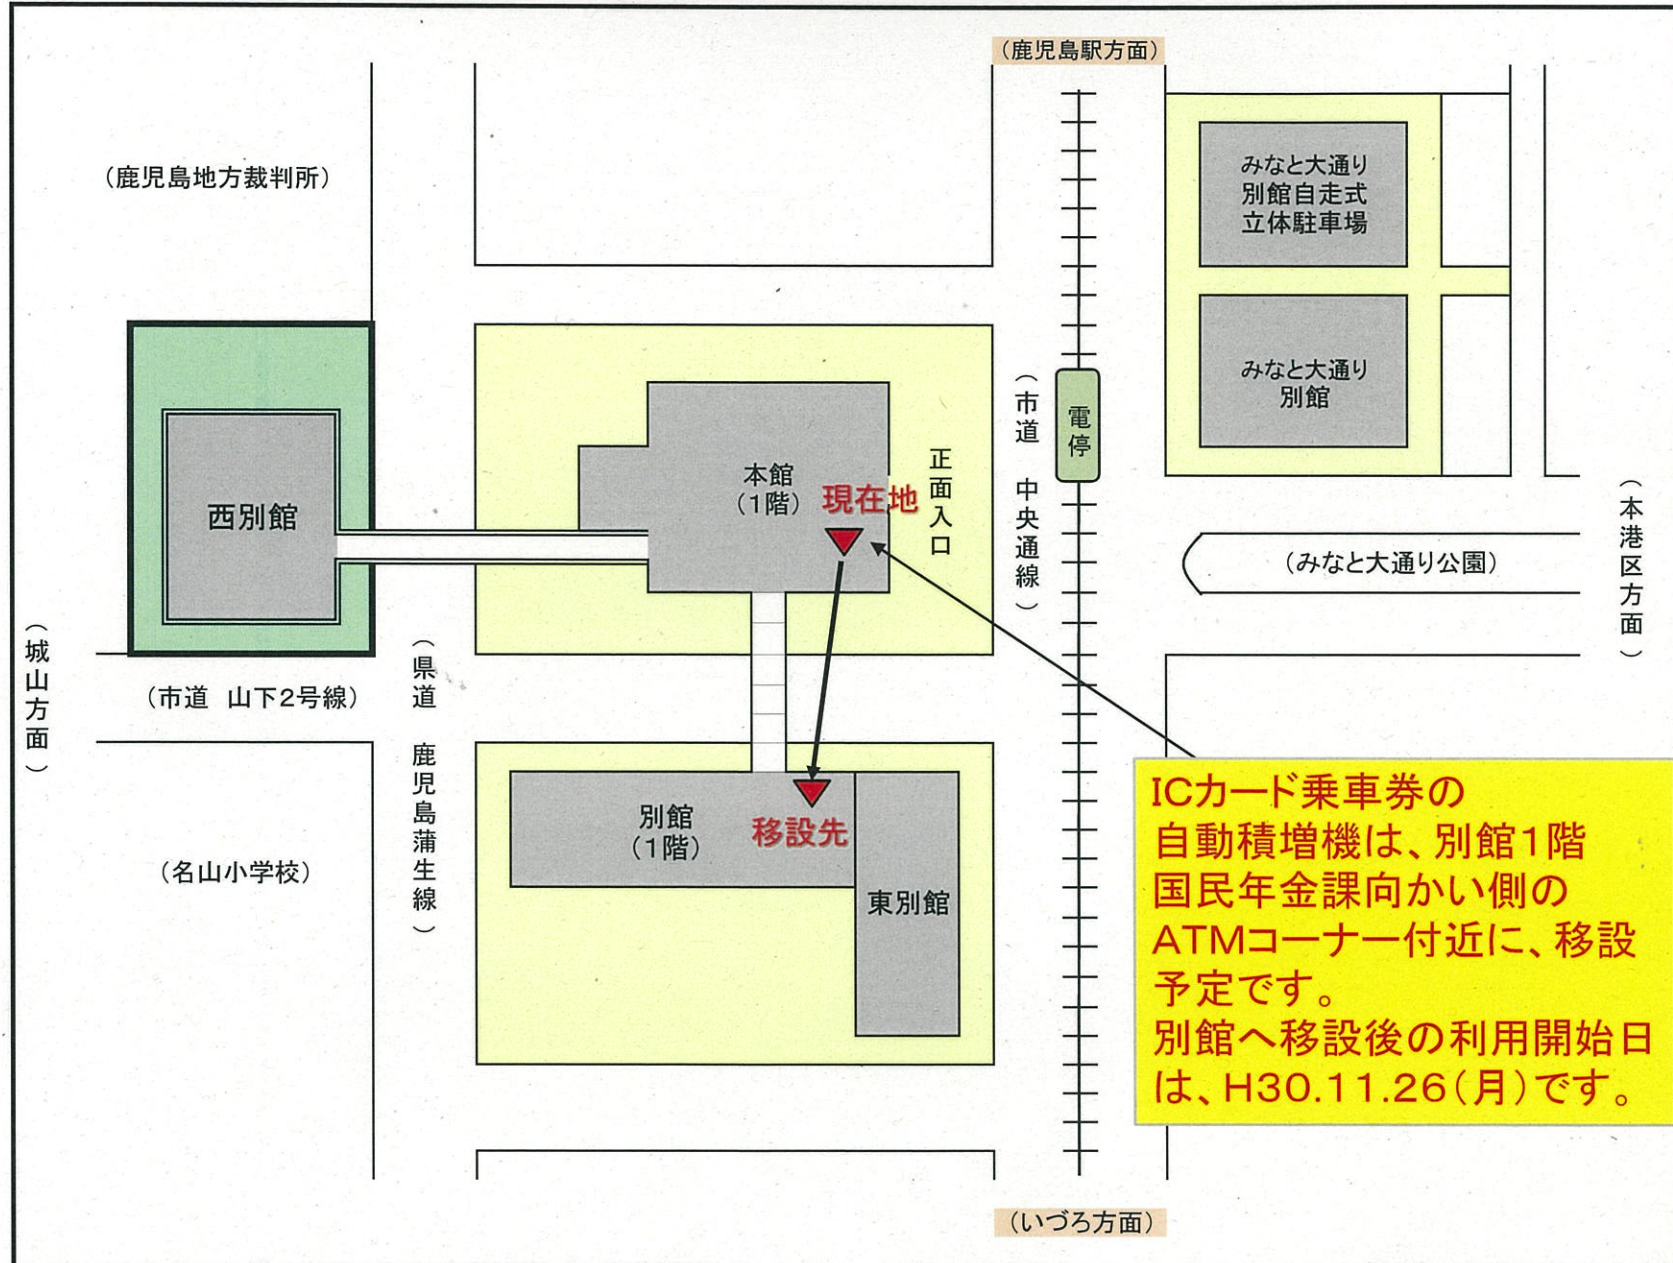 （鹿児島駅方面）
（鹿児島地方裁判所）
みなと大通り
別館自走式
立体駐車場
みなと大通り
別館
（市道　中央通線）
電停
正面入口
本館
（1階）
現在地
西別館
（みなと大通り公園）
（本港区方面）
（城山方面）
（市道　山下2号線）
（県道　鹿児島蒲生線）
（名山小学校）
別館
（1階）
移設先
東別館
ICカード乗車券の
自動積増機は、別館1階
国民年金課向かい側の
ATMコーナー付近に、移設
予定です。
別館へ移設後の利用開始日
は、H30.11.26(月)です。
（いづろ方面）